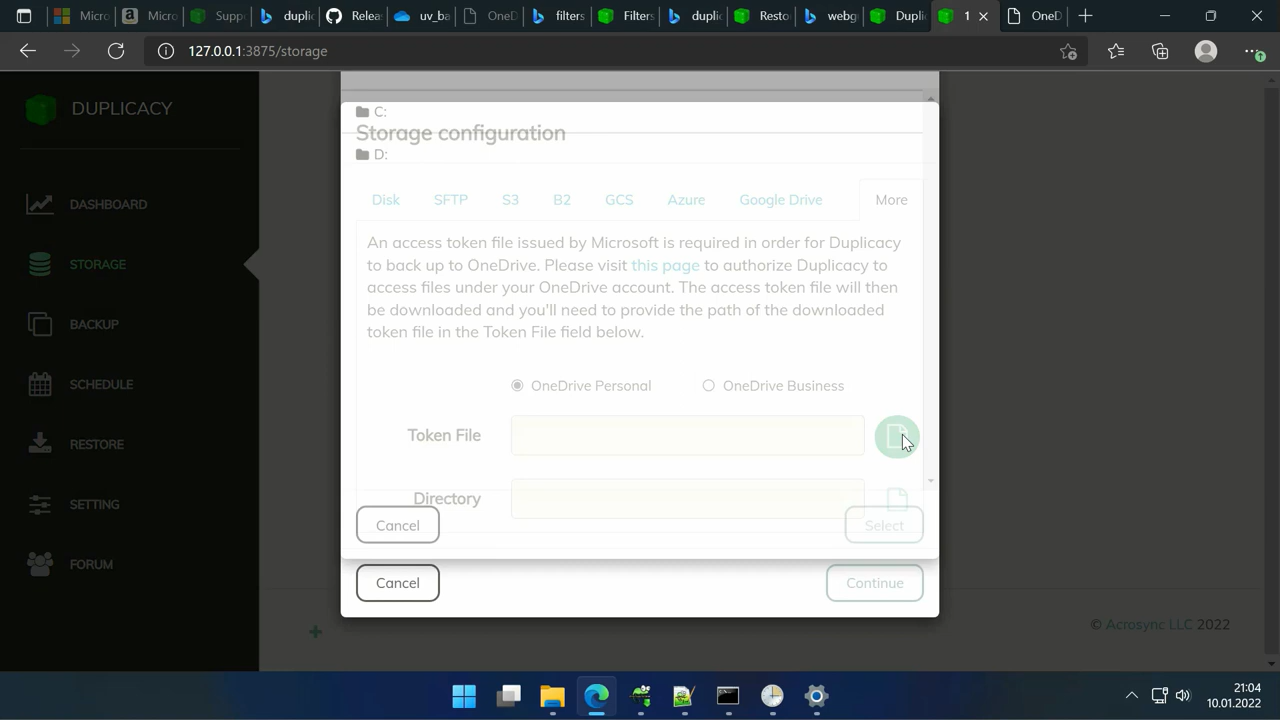 Micro
Micro
Supp
duplic
Relea
uv_ba
OneD
filters
Filters
duplic
Resto
webg
Dupli
1
OneD
127.0.0.1:3875/storage
DUPLICACY
DASHBOARD
STORAGE
BACKUP
SCHEDULE
RESTORE
SETTING
FORUM
C:
Storage configuration
D:
Disk SFTP S3 B2 GCS Azure Google Drive More
An access token file issued by Microsoft is required in order for Duplicacy
to back up to OneDrive. Please visit this page to authorize Duplicacy to
access files under your OneDrive account. The access token file will then
be downloaded and you'll need to provide the path of the downloaded
token file in the Token File field below.
OneDrive Personal OneDrive Business
Token File
Directory
Cancel Select
Cancel Continue
© Acrosync LLC 2022
21:04
10.01.2022